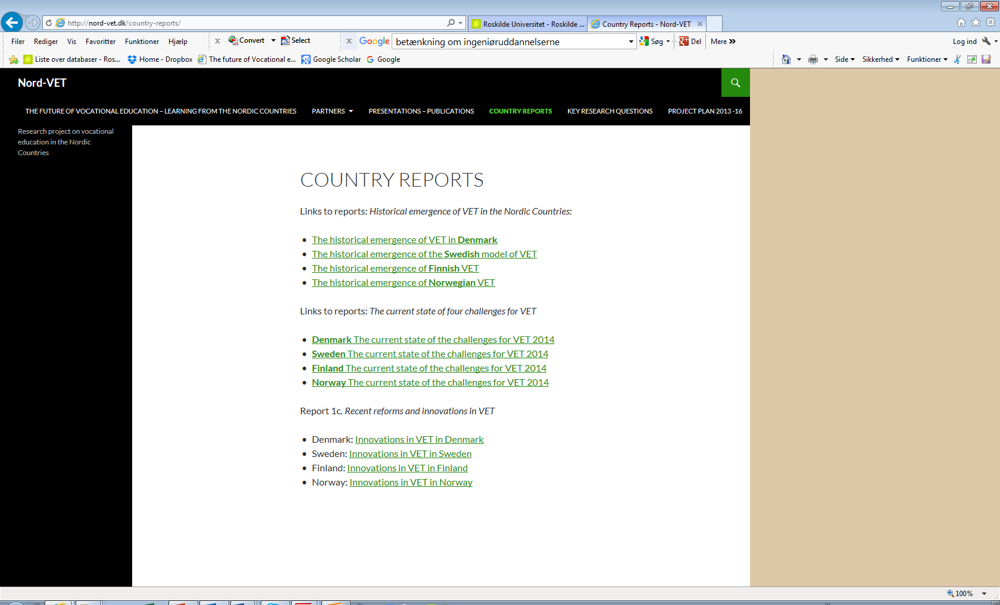 http://nord-vet.dk/country-reports/
Roskilde Universitet - Roskilde ...
Country Reports - Nord-VET
Filer Rediger Vis Favoritter Funktioner Hjælp
x Convert Select
x Google betænkning om ingeniøruddannelserne Søg Del Mere »
Log ind
Liste over databaser - Ros... Home - Dropbox The future of Vocational e... Google Scholar Google
Side Sikkerhed Funktioner
Nord-VET
THE FUTURE OF VOCATIONAL EDUCATION – LEARNING FROM THE NORDIC COUNTRIES PARTNERS PRESENTATIONS – PUBLICATIONS COUNTRY REPORTS KEY RESEARCH QUESTIONS PROJECT PLAN 2013 -16
Research project on vocational
education in the Nordic
Countries
COUNTRY REPORTS
Links to reports: Historical emergence of VET in the Nordic Countries:
• The historical emergence of VET in Denmark
• The historical emergence of the Swedish model of VET
• The historical emergence of Finnish VET
• The historical emergence of Norwegian VET
Links to reports: The current state of four challenges for VET
• Denmark The current state of the challenges for VET 2014
• Sweden The current state of the challenges for VET 2014
• Finland The current state of the challenges for VET 2014
• Norway The current state of the challenges for VET 2014
Report 1c. Recent reforms and innovations in VET
• Denmark: Innovations in VET in Denmark
• Sweden: Innovations in VET in Sweden
• Finland: Innovations in VET in Finland
• Norway: Innovations in VET in Norway
100%